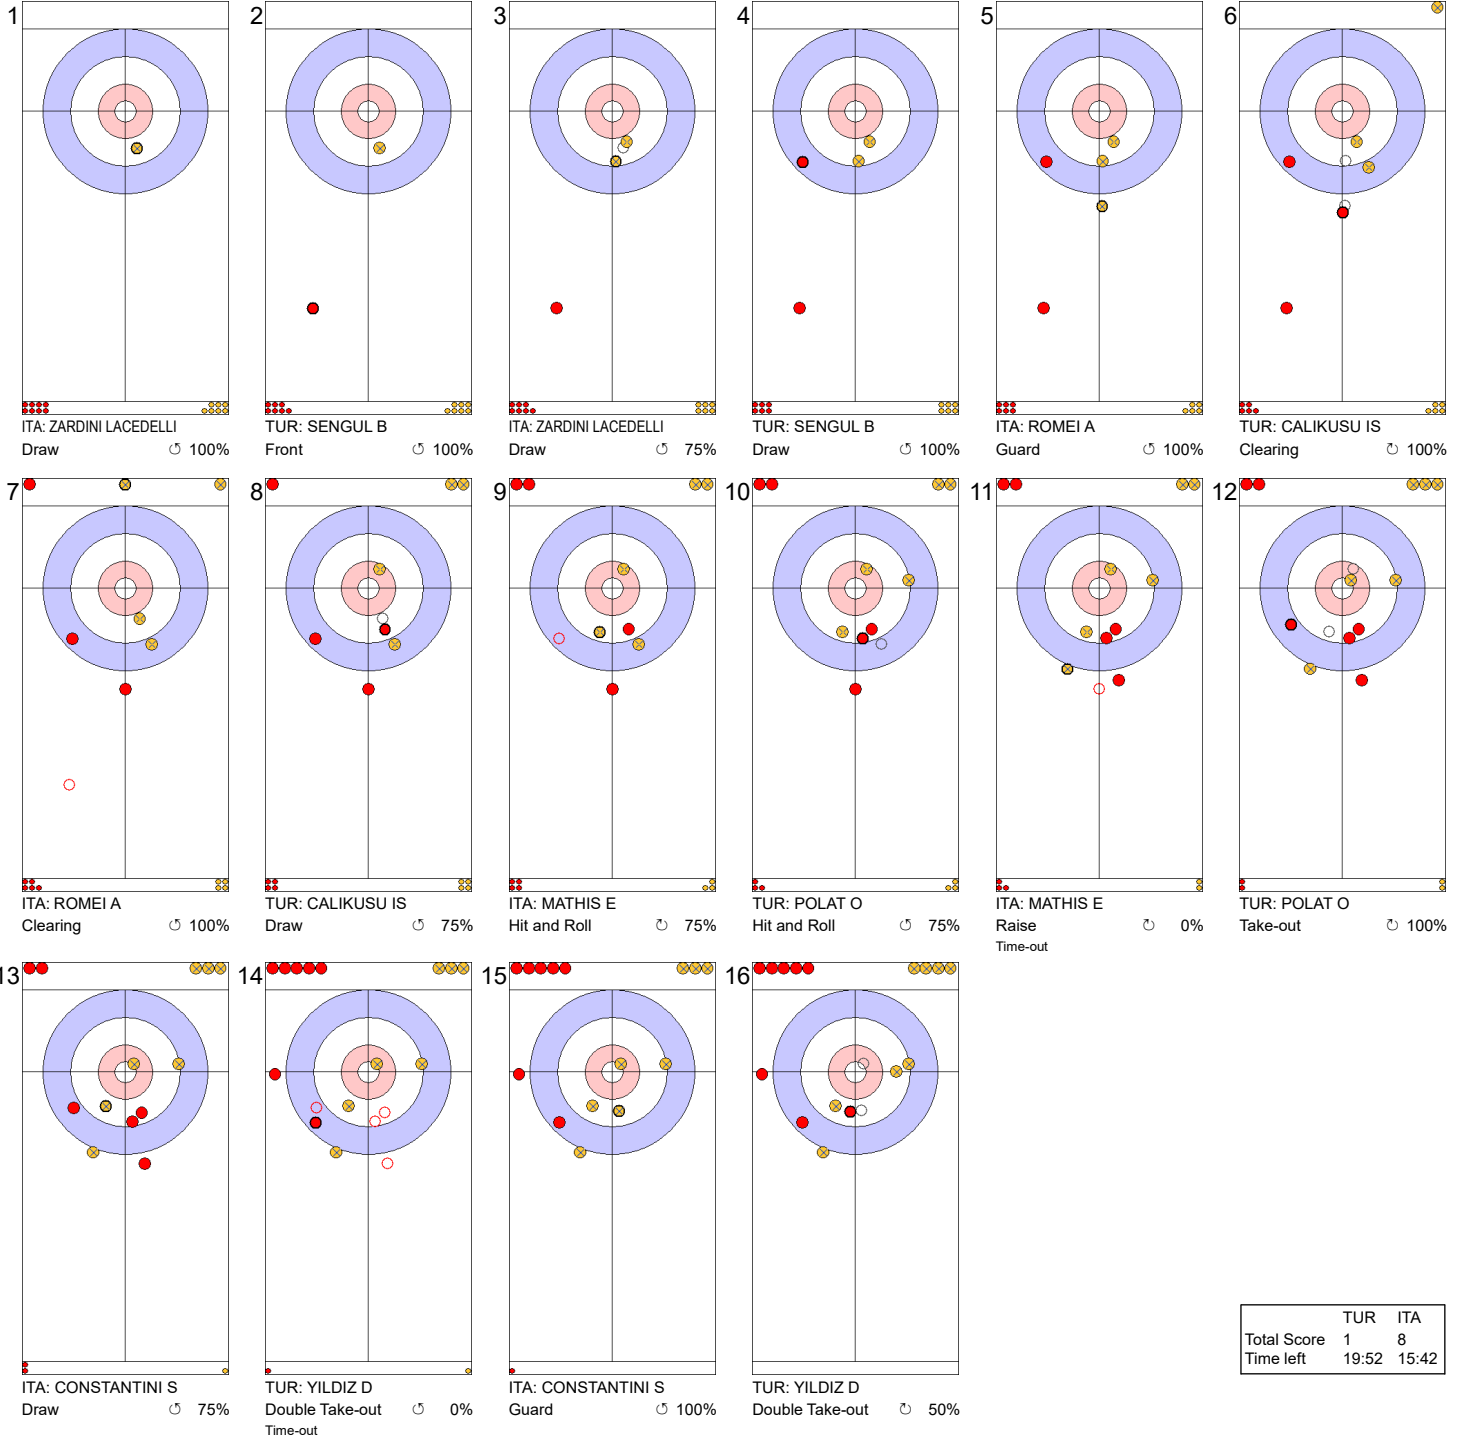 1
ITA: ZARDINI LACEDELLI
Draw 100%
2
TUR: SENGUL B
Front 100%
3
ITA: ZARDINI LACEDELLI
Draw 75%
4
TUR: SENGUL B
Draw 100%
5
ITA: ROMEI A
Guard 100%
6
TUR: CALIKUSU IS
Clearing 100%
7
ITA: ROMEI A
Clearing 100%
8
TUR: CALIKUSU IS
Draw 75%
9
ITA: MATHIS E
Hit and Roll 75%
10
TUR: POLAT O
Hit and Roll 75%
11
ITA: MATHIS E
Raise 0%
Time-out
12
TUR: POLAT O
Take-out 100%
13
ITA: CONSTANTINI S
Draw 75%
14
TUR: YILDIZ D
Double Take-out 0%
Time-out
15
ITA: CONSTANTINI S
Guard 100%
16
TUR: YILDIZ D
Double Take-out 50%
TUR ITA
Total Score 1 8
Time left 19:52 15:42